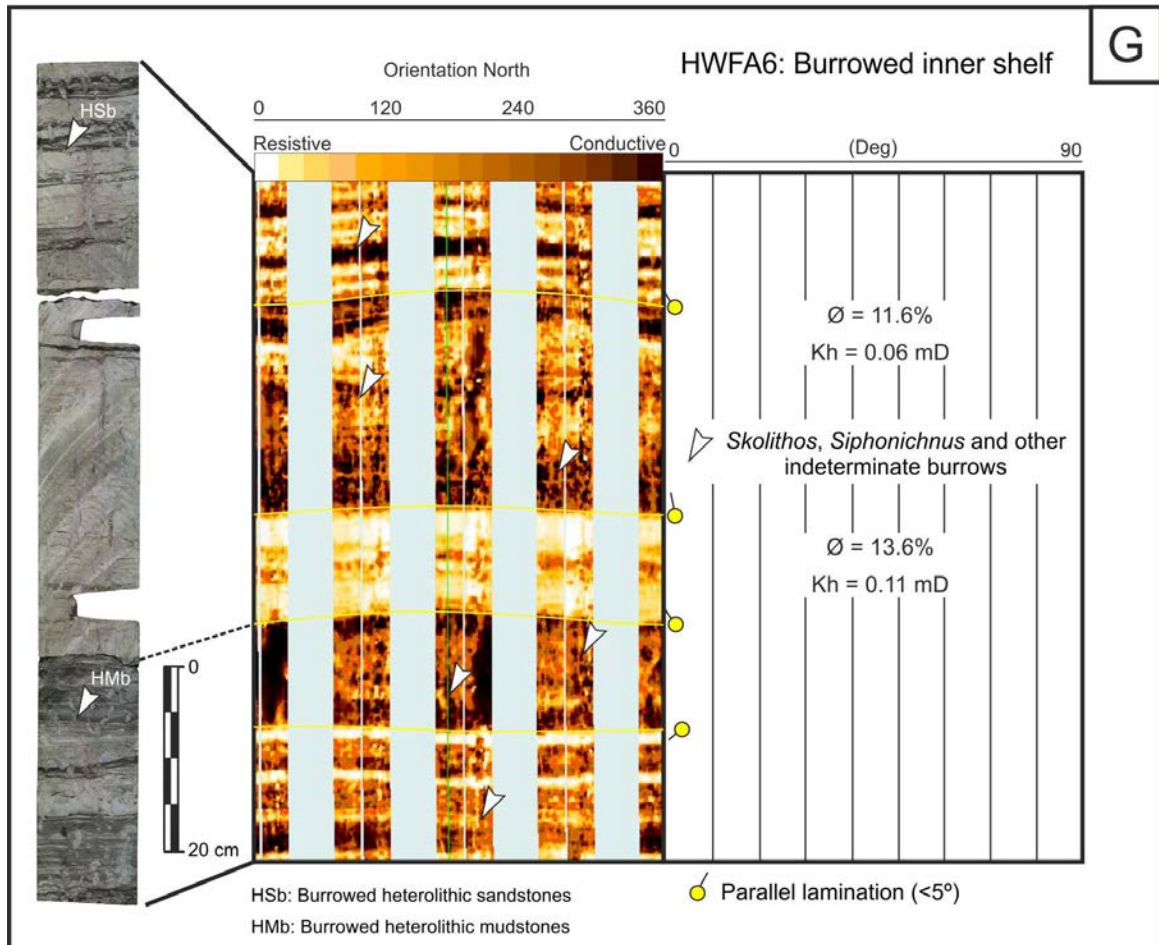 G
HWFA6: Burrowed inner shelf
Orientation North
0 120 240 360
Resistive Conductive
0 (Deg) 90
HSb
Ø = 11.6%
Kh = 0.06 mD
Skolithos, Siphonichnus and other
indeterminate burrows
Ø = 13.6%
Kh = 0.11 mD
HMb
0
20 cm
HSb: Burrowed heterolithic sandstones
HMb: Burrowed heterolithic mudstones
Parallel lamination (<5º)